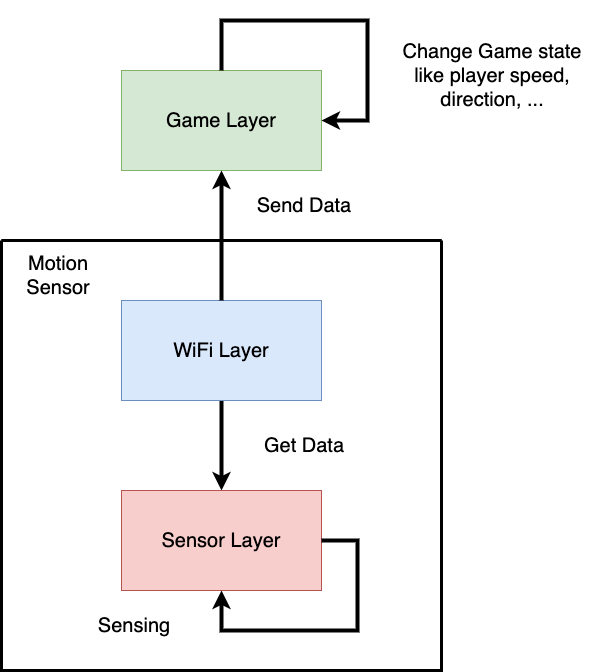 Change Game state
like player speed,
direction, ...
Game Layer
Send Data
Motion
Sensor
WiFi Layer
Get Data
Sensor Layer
Sensing